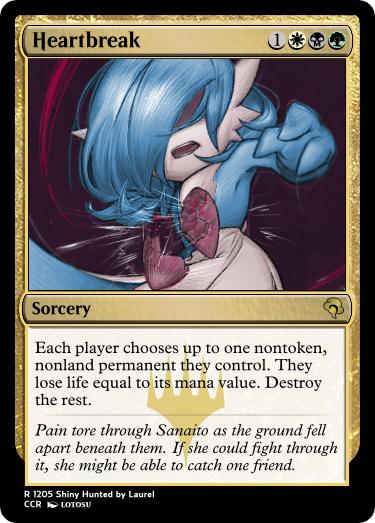 Heartbreak 1
Sorcery
Each player chooses up to one nontoken,
nonland permanent they control. They
lose life equal to its mana value. Destroy
the rest.
Pain tore through Sanaito as the ground fell
apart beneath them. If she could fight through
it, she might be able to catch one friend.
R 1205 Shiny Hunted by Laurel
CCR LOTOSU